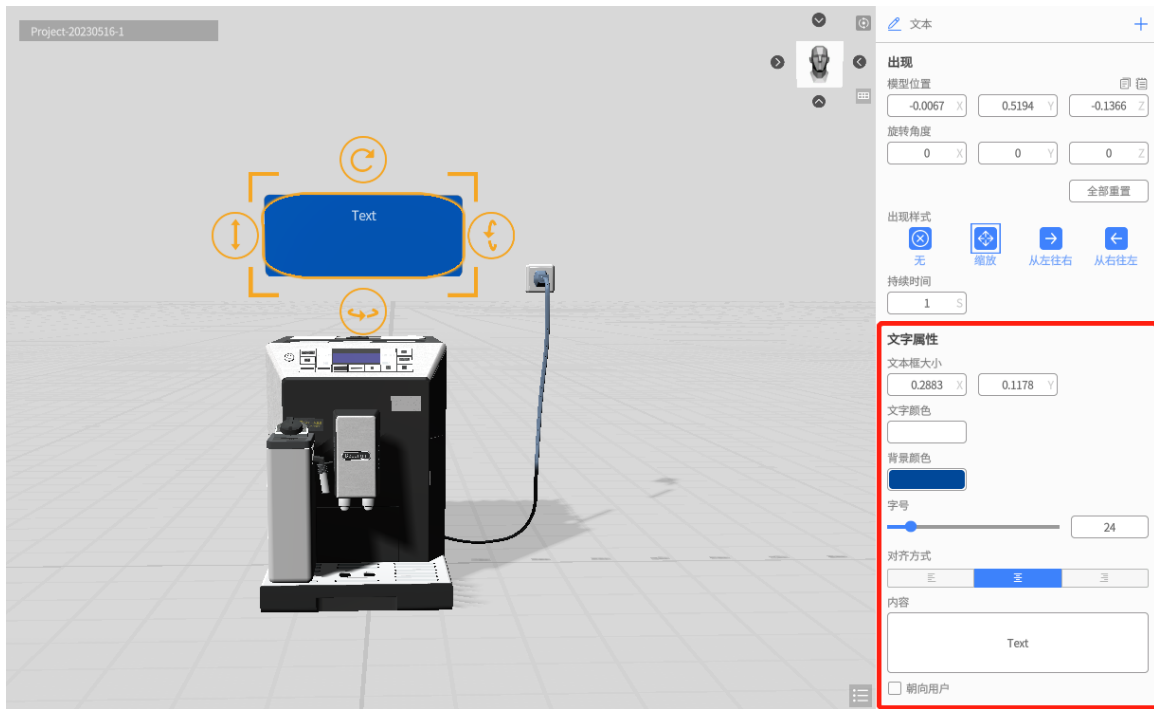 Project-20230516-1
Text
文本
出现
模型位置
-0.0067 X 0.5194 Y -0.1366 Z
旋转角度
0 X 0 Y 0 Z
全部重置
出现样式
无 缩放 从左往右 从右往左
持续时间
1 S
文字属性
文本框大小
0.2883 X 0.1178 Y
文字颜色
背景颜色
字号
24
对齐方式
内容
Text
朝向用户